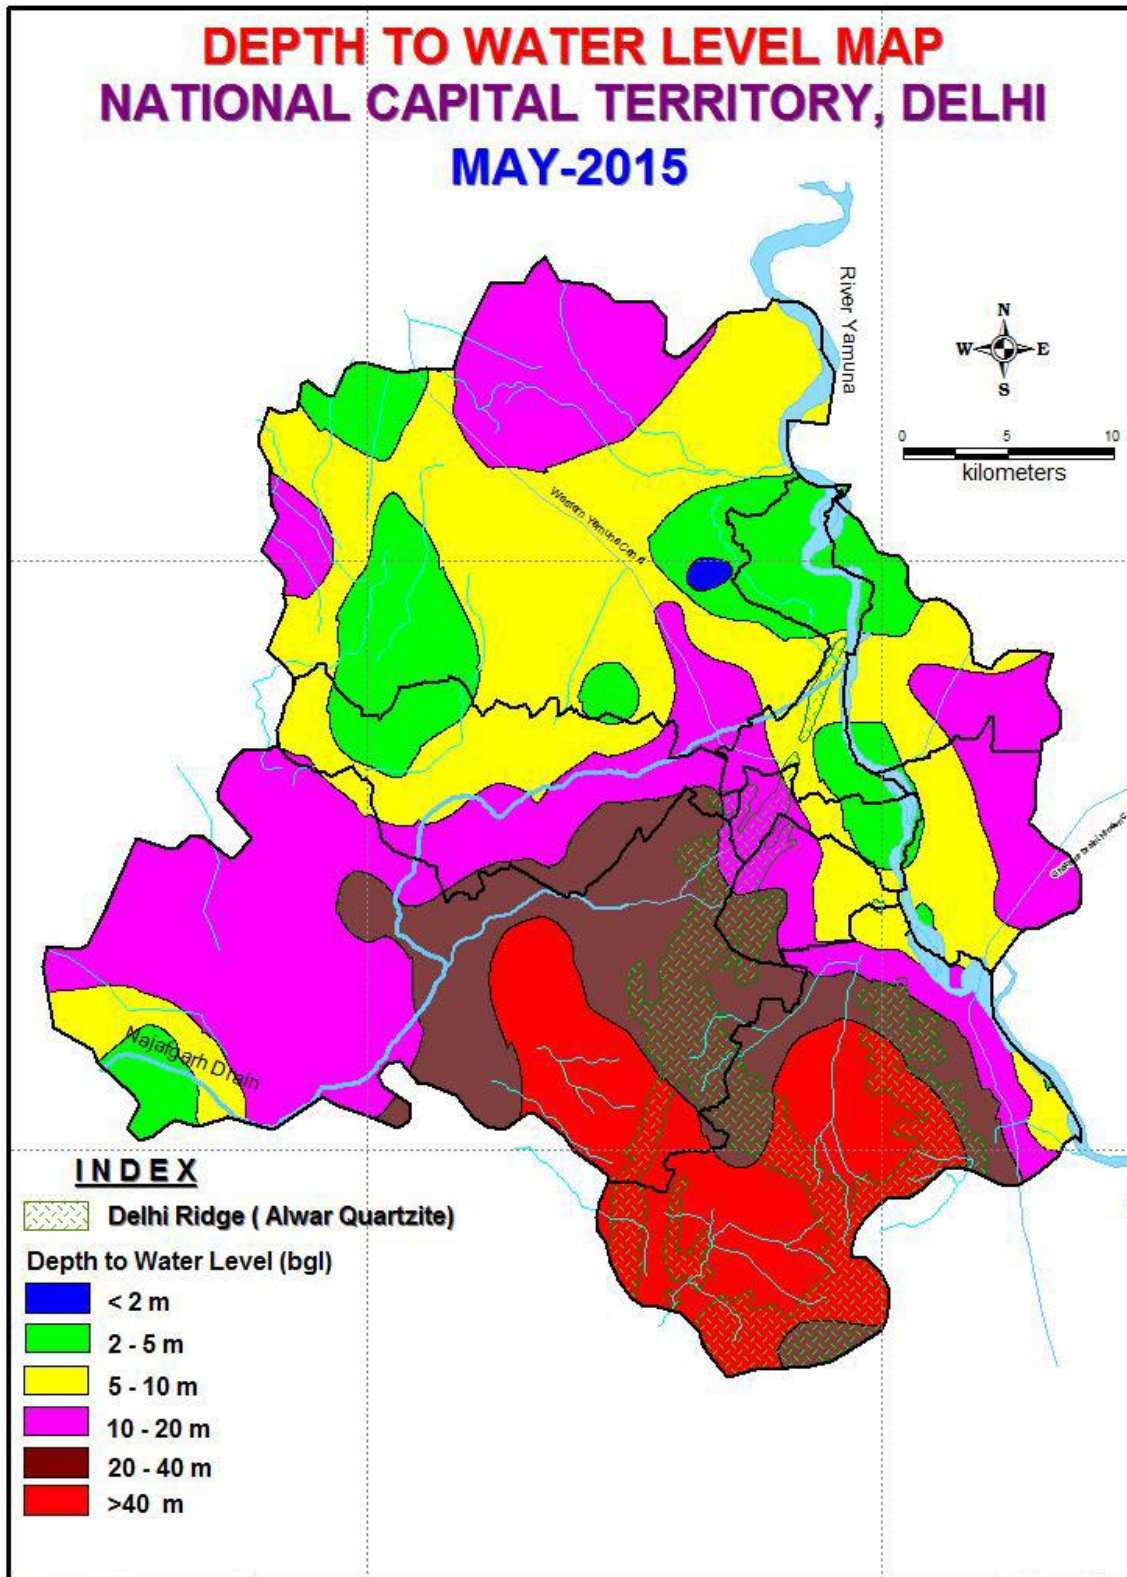 DEPTH TO WATER LEVEL MAP
NATIONAL CAPITAL TERRITORY, DELHI
MAY-2015
River Yamuna
N
W E
S
0 5 10
kilometers
Western Yamuna Canal
Najafgarh Drain
INDEX
Delhi Ridge ( Alwar Quartzite)
Depth to Water Level (bgl)
< 2 m
2 - 5 m
5 - 10 m
10 - 20 m
20 - 40 m
>40 m